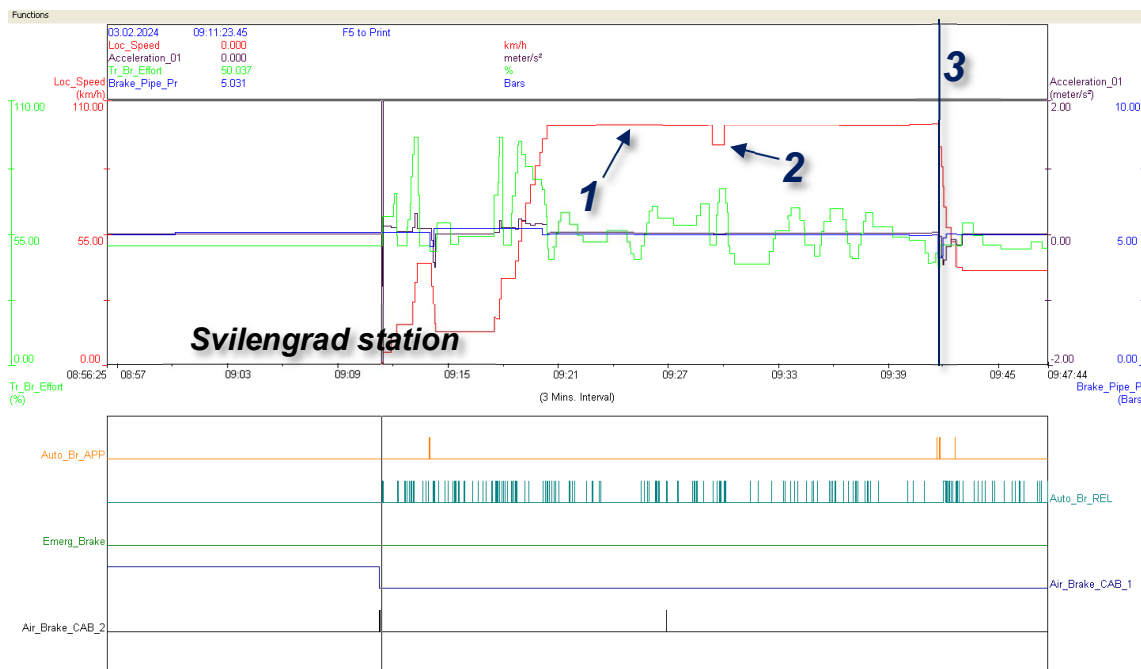 Functions
03.02.2024 09:11:23.45 F5 to Print
Loc_Speed 0.000 km/h
Acceleration_01 0.000 meter/s²
Tr_Br_Effort 50.037 %
Brake_Pipe_Pr 5.031 Bars
Loc_Speed
(km/h)
Acceleration_01
(meter/s²)
110.00 110.00 2.00 10.00
3
1
2
55.00 55.00 0.00 5.00
Svilengrad station
0.00 0.00 -2.00 0.00
08:56:25 08:57 09:03 09:09 09:15 09:21 09:27 09:33 09:39 09:45 09:47:44
Tr_Br_Effort
(%)
(3 Mins. Interval)
Brake_Pipe_P
(Bars
Auto_Br_APP
Auto_Br_REL
Emerg_Brake
Air_Brake_CAB_1
Air_Brake_CAB_2